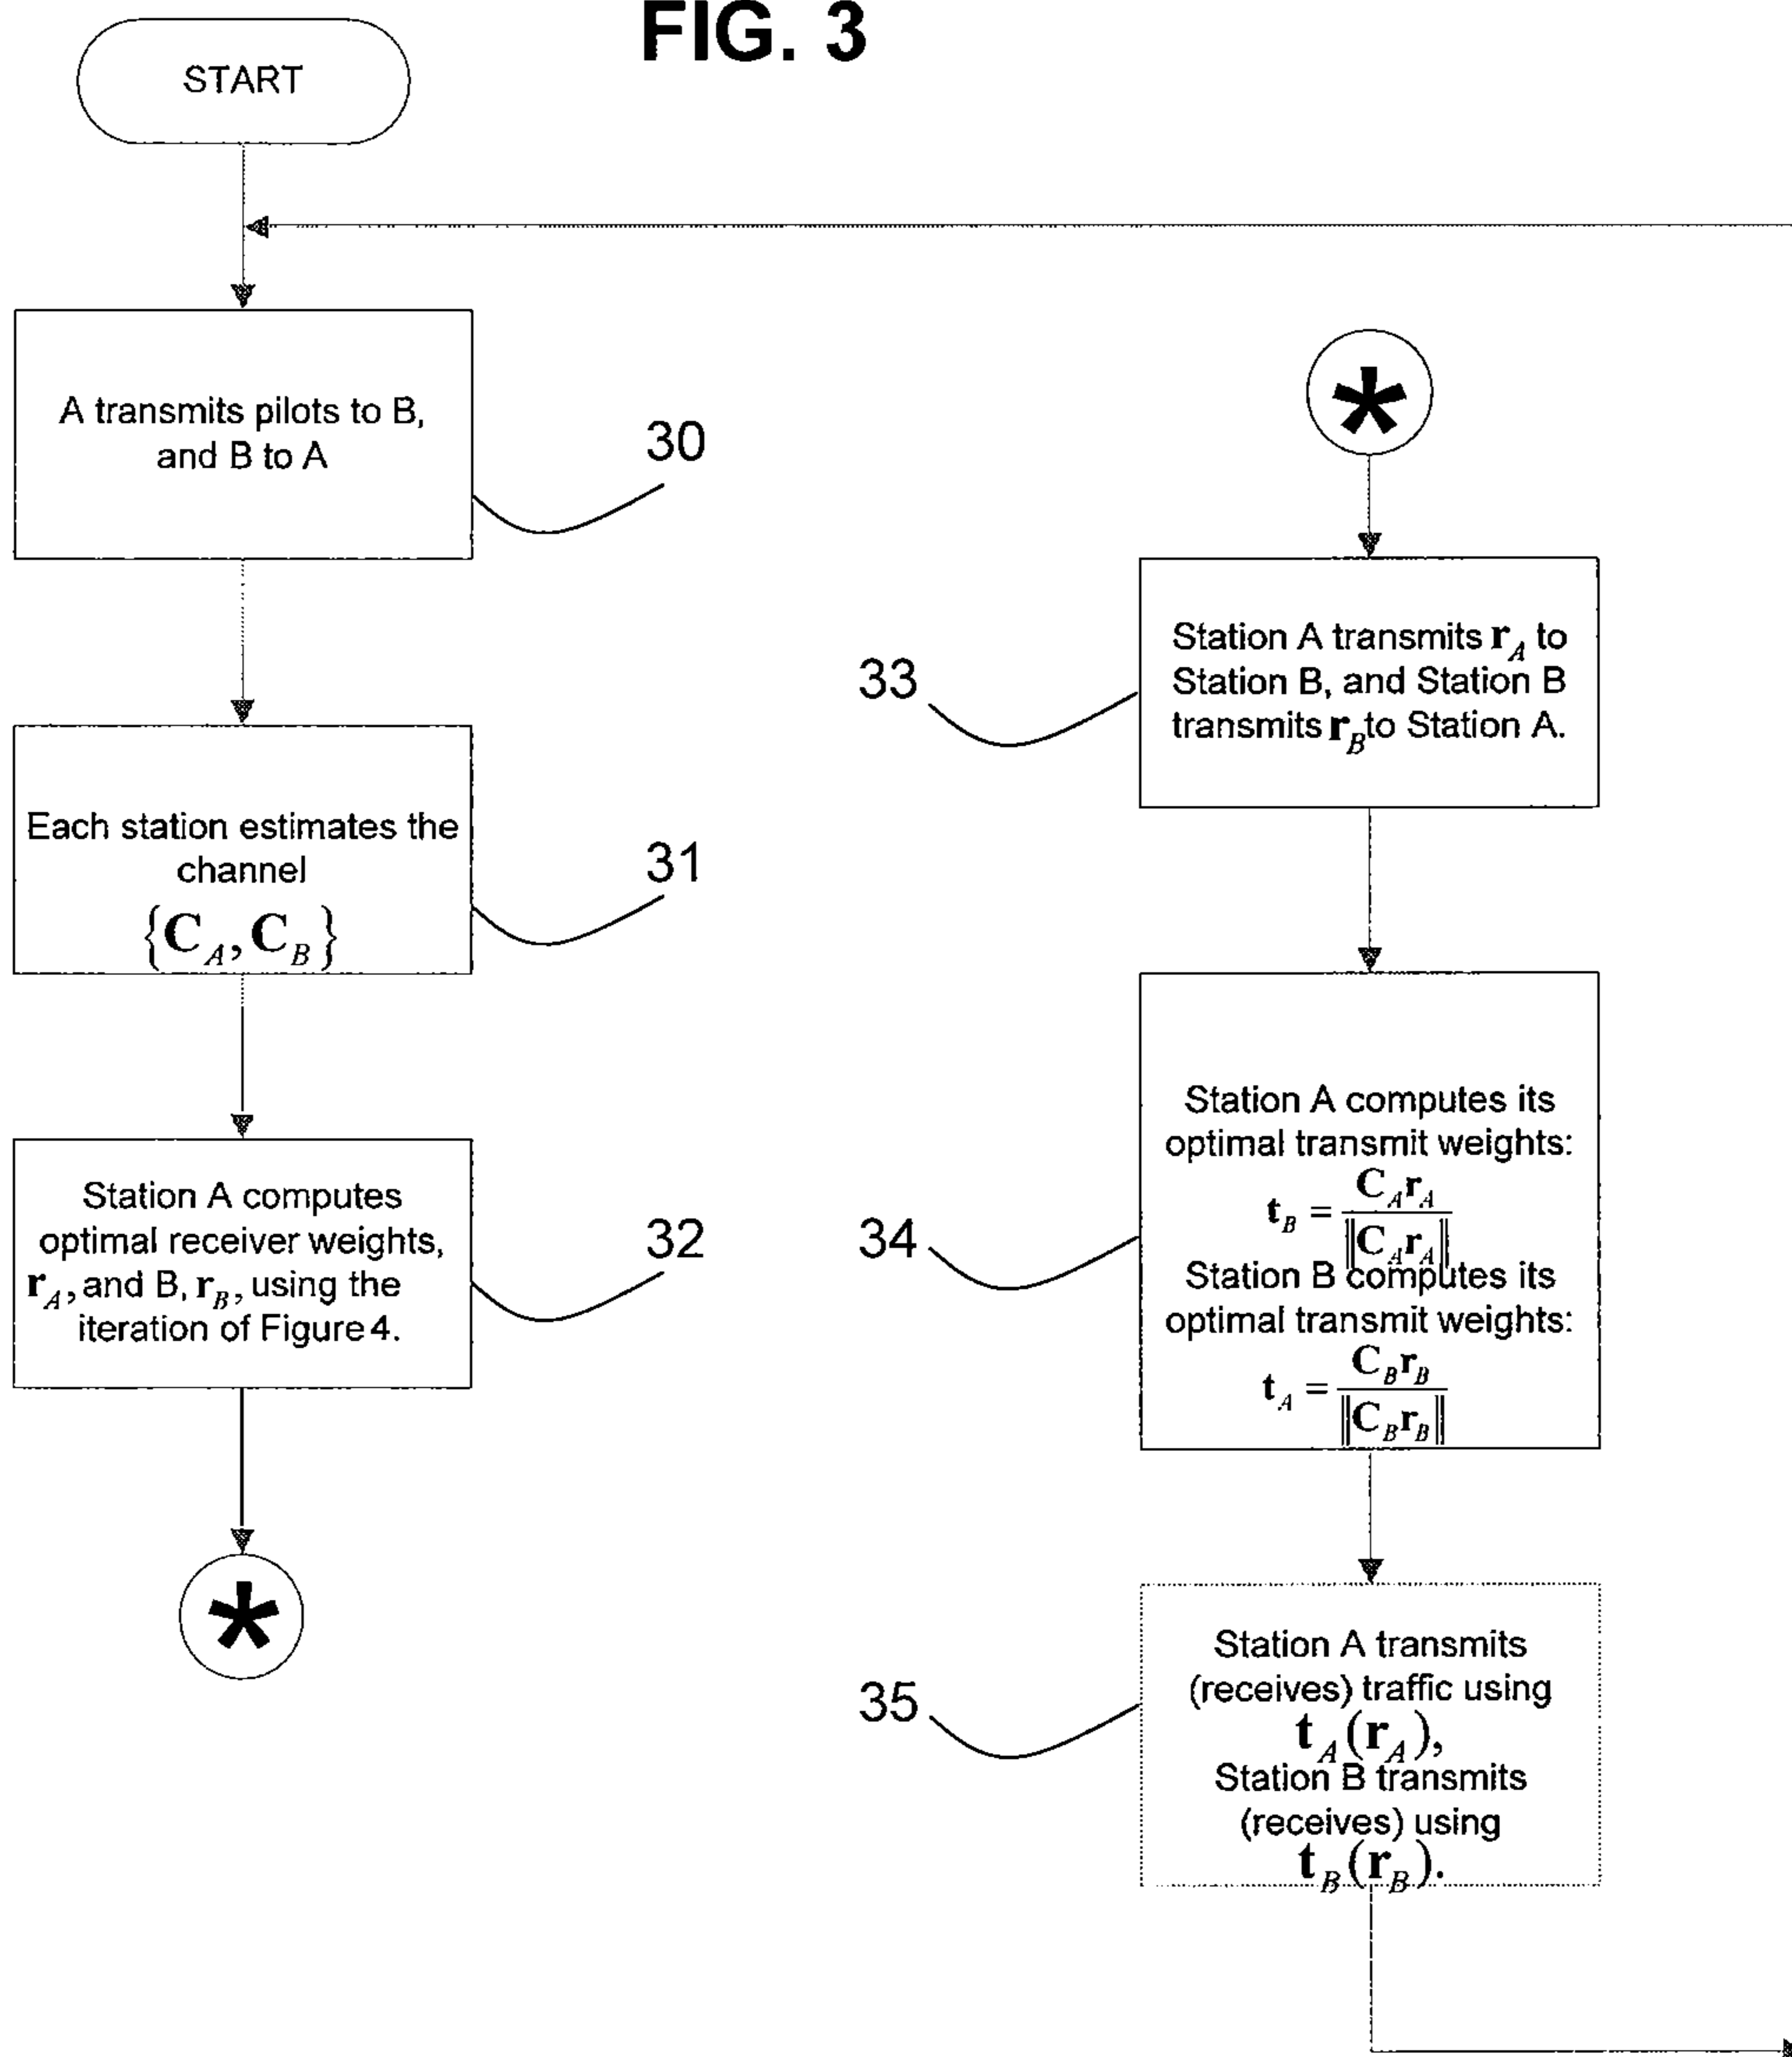 FIG. 3
START
A transmits pilots to B,
and B to A
30
Each station estimates the
channel
{C_A, C_B}
31
Station A computes
optimal receiver weights,
r_A, and B, r_B, using the
iteration of Figure 4.
32
*
*
Station A transmits r_A to
Station B, and Station B
transmits r_B to Station A.
33
Station A computes its
optimal transmit weights:
t_B = C_A r_A / ‖C_A r_A‖
Station B computes its
optimal transmit weights:
t_A = C_B r_B / ‖C_B r_B‖
34
Station A transmits
(receives) traffic using
t_A(r_A),
Station B transmits
(receives) using
t_B(r_B).
35